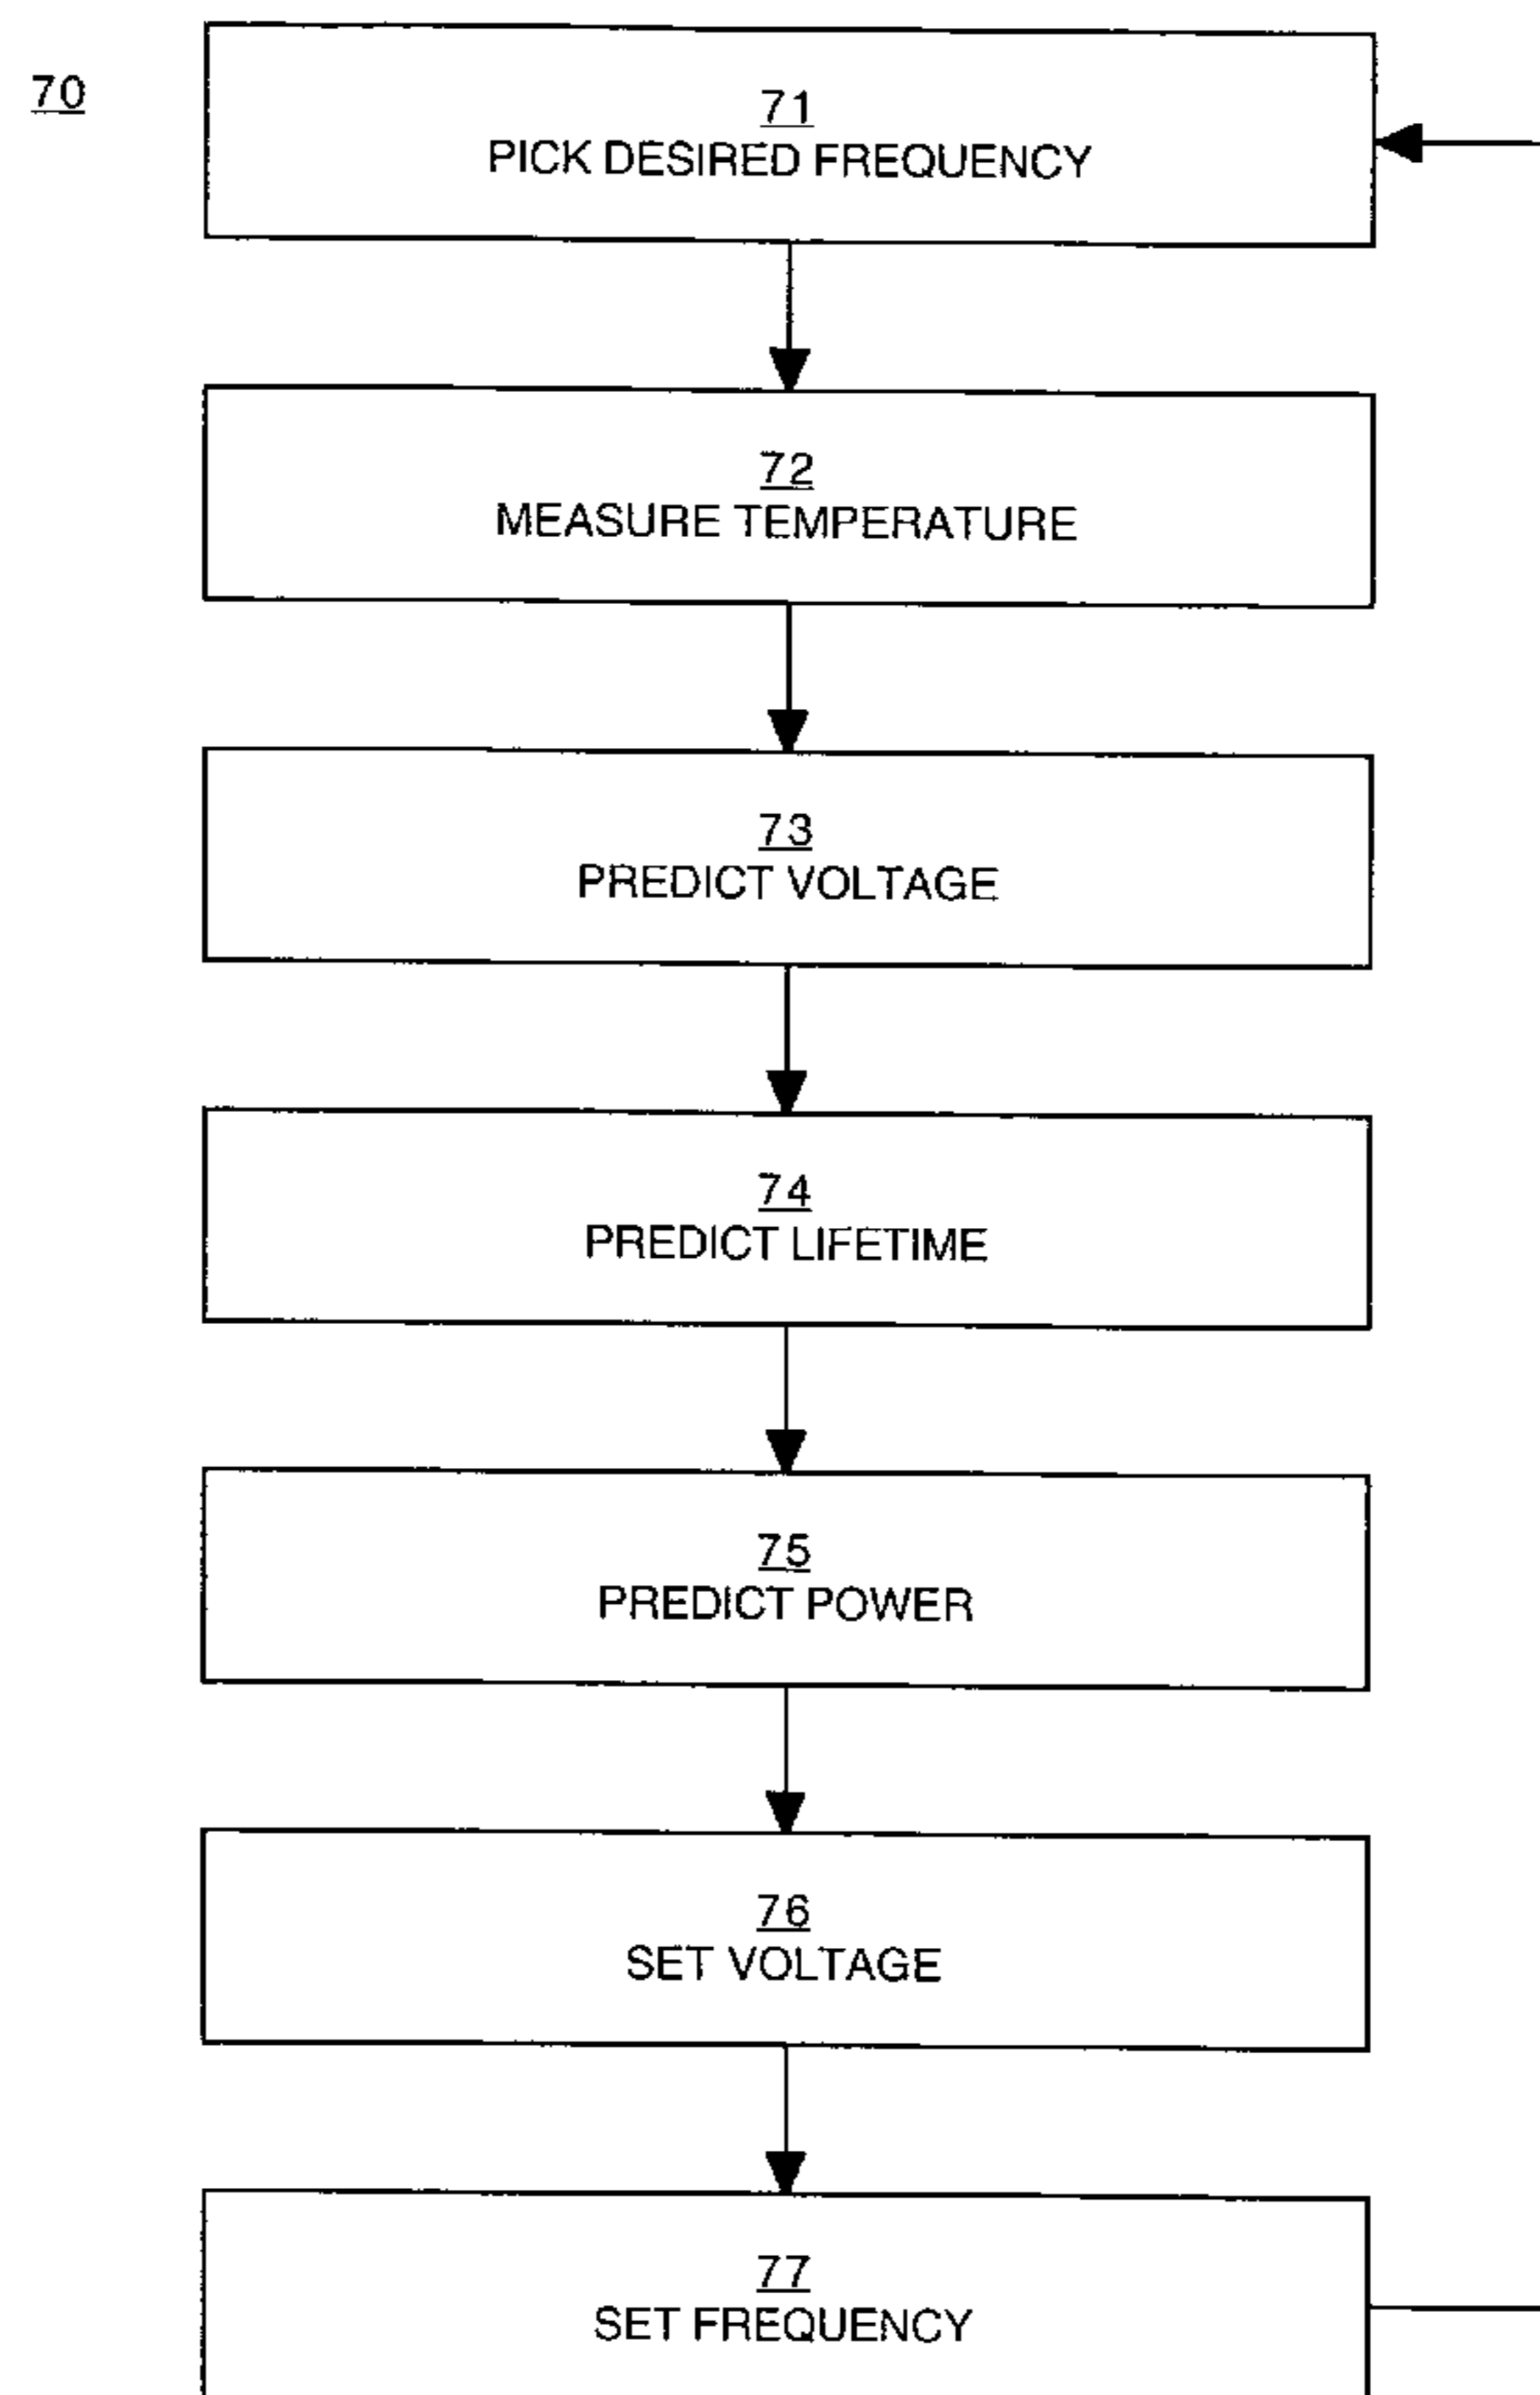 70
71
PICK DESIRED FREQUENCY
72
MEASURE TEMPERATURE
73
PREDICT VOLTAGE
74
PREDICT LIFETIME
75
PREDICT POWER
76
SET VOLTAGE
77
SET FREQUENCY